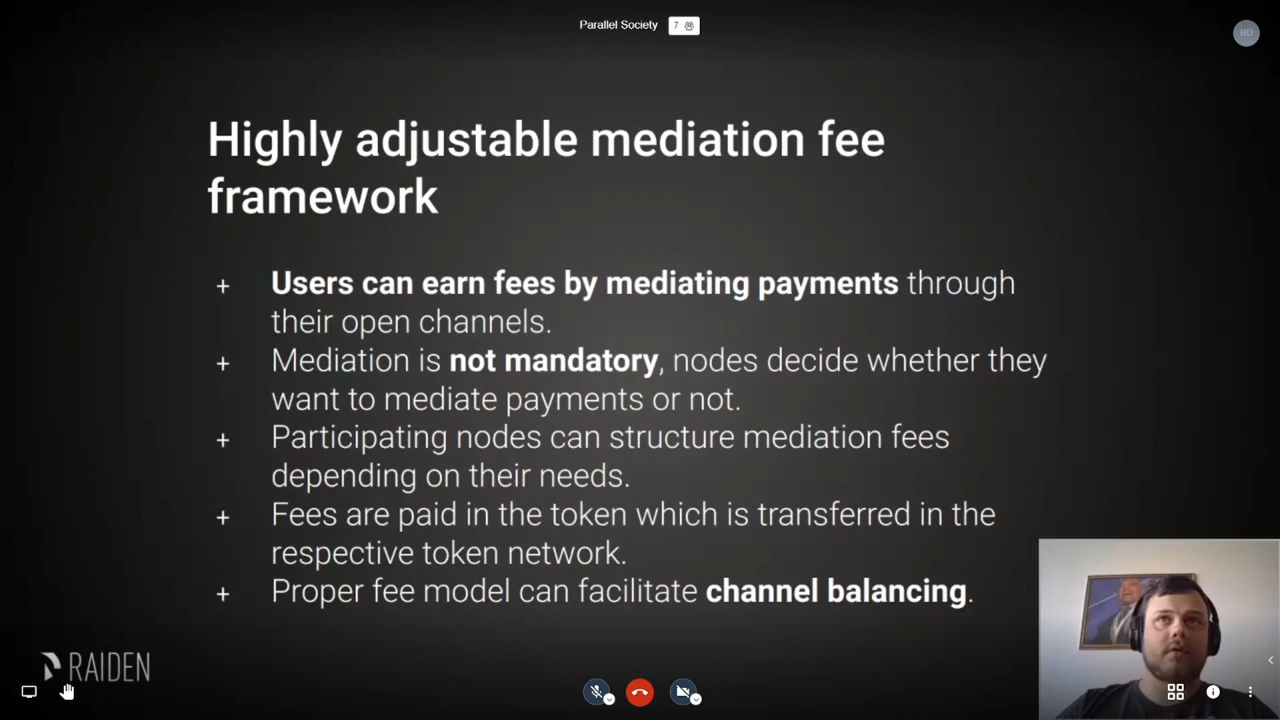 Parallel Society 7
HD
Highly adjustable mediation fee
framework
+ Users can earn fees by mediating payments through
their open channels.
+ Mediation is not mandatory, nodes decide whether they
want to mediate payments or not.
+ Participating nodes can structure mediation fees
depending on their needs.
+ Fees are paid in the token which is transferred in the
respective token network.
+ Proper fee model can facilitate channel balancing.
RAIDEN